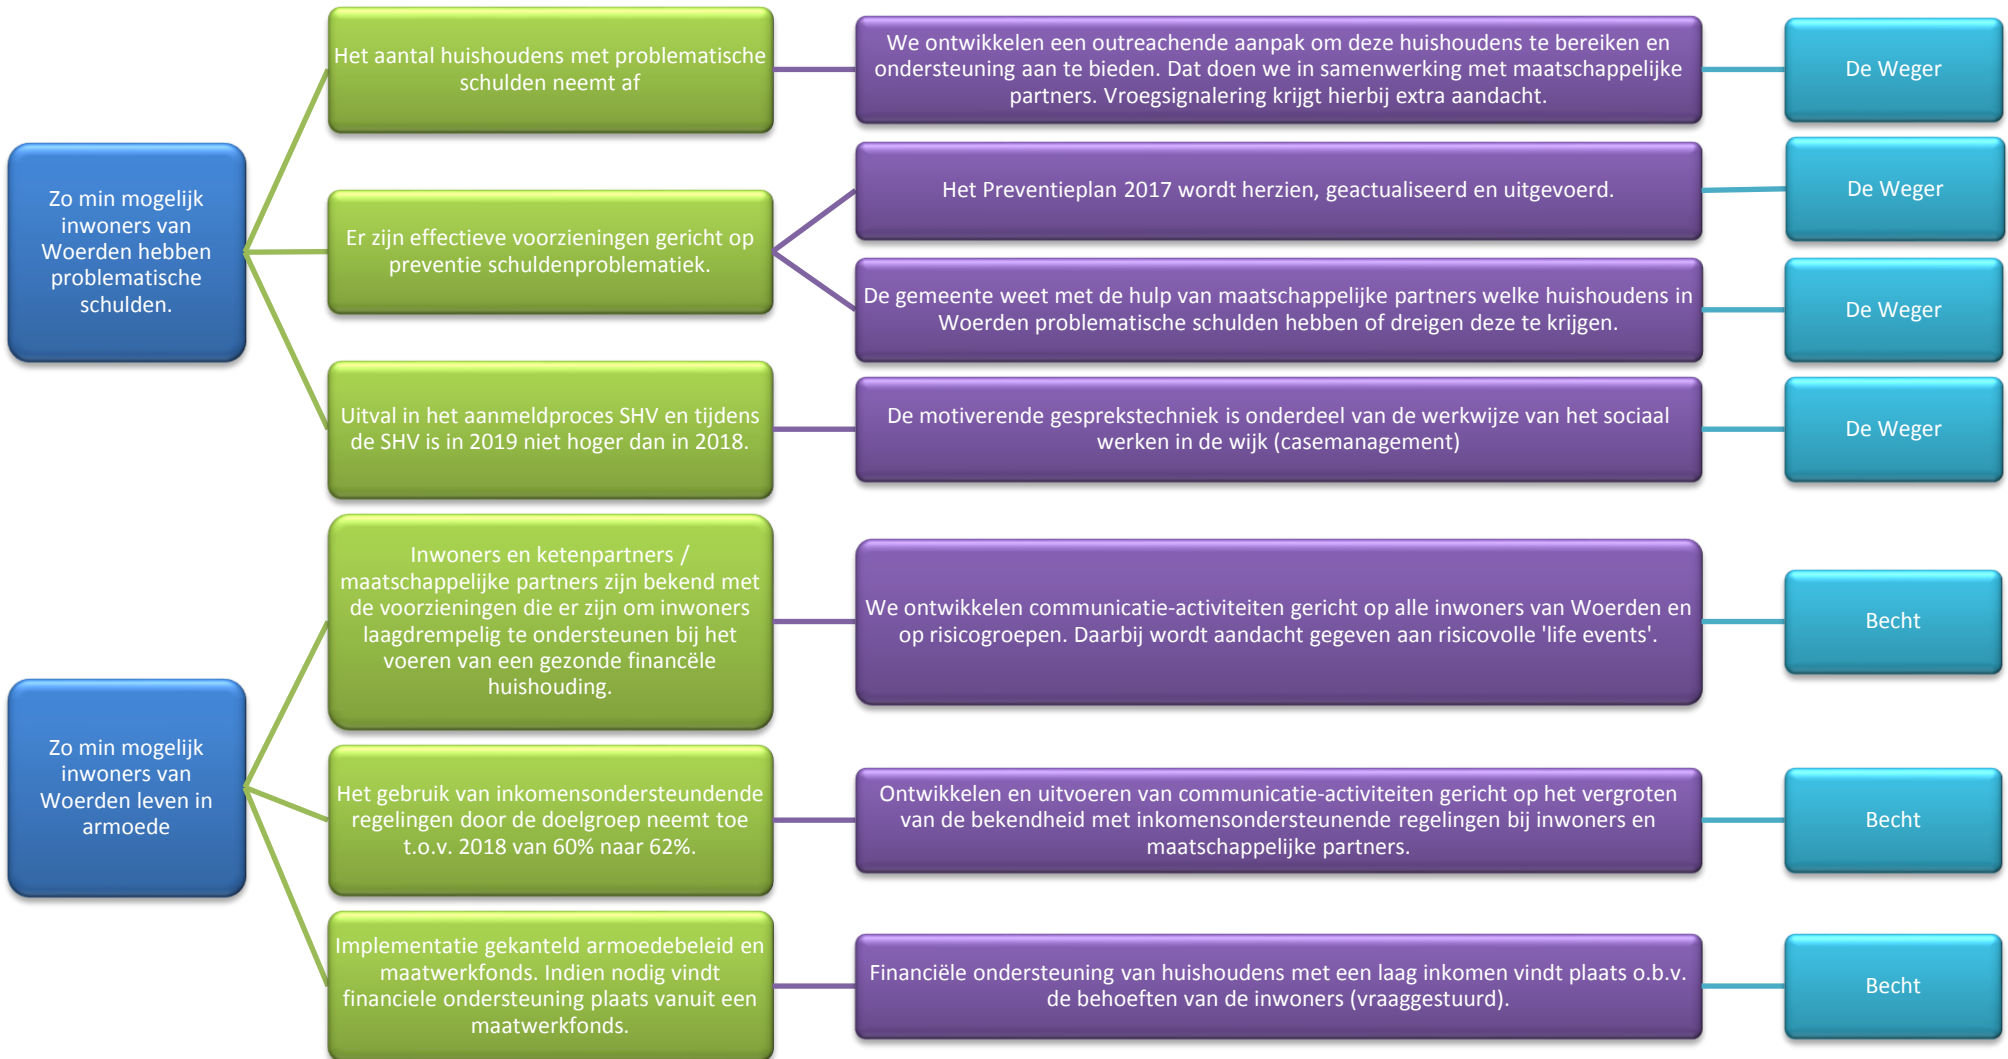 Zo min mogelijk
inwoners van
Woerden hebben
problematische
schulden.
Het aantal huishoudens met problematische
schulden neemt af
We ontwikkelen een outreachende aanpak om deze huishoudens te bereiken en
ondersteuning aan te bieden. Dat doen we in samenwerking met maatschappelijke
partners. Vroegsignalering krijgt hierbij extra aandacht.
De Weger
Er zijn effectieve voorzieningen gericht op
preventie schuldenproblematiek.
Het Preventieplan 2017 wordt herzien, geactualiseerd en uitgevoerd.
De Weger
De gemeente weet met de hulp van maatschappelijke partners welke huishoudens in
Woerden problematische schulden hebben of dreigen deze te krijgen.
De Weger
Uitval in het aanmeldproces SHV en tijdens
de SHV is in 2019 niet hoger dan in 2018.
De motiverende gesprekstechniek is onderdeel van de werkwijze van het sociaal
werken in de wijk (casemanagement)
De Weger
Zo min mogelijk
inwoners van
Woerden leven in
armoede
Inwoners en ketenpartners /
maatschappelijke partners zijn bekend met
de voorzieningen die er zijn om inwoners
laagdrempelig te ondersteunen bij het
voeren van een gezonde financële
huishouding.
We ontwikkelen communicatie-activiteiten gericht op alle inwoners van Woerden en
op risicogroepen. Daarbij wordt aandacht gegeven aan risicovolle 'life events'.
Becht
Het gebruik van inkomensondersteundende
regelingen door de doelgroep neemt toe
t.o.v. 2018 van 60% naar 62%.
Ontwikkelen en uitvoeren van communicatie-activiteiten gericht op het vergroten
van de bekendheid met inkomensondersteunende regelingen bij inwoners en
maatschappelijke partners.
Becht
Implementatie gekanteld armoedebeleid en
maatwerkfonds. Indien nodig vindt
financiele ondersteuning plaats vanuit een
maatwerkfonds.
Financiële ondersteuning van huishoudens met een laag inkomen vindt plaats o.b.v.
de behoeften van de inwoners (vraaggestuurd).
Becht